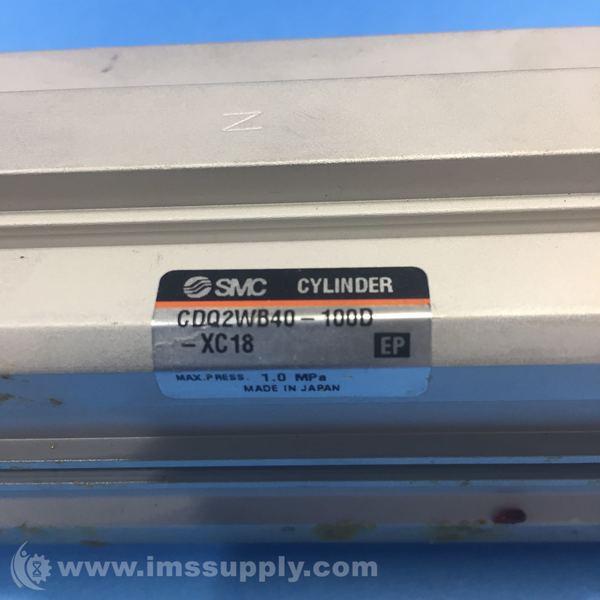 N
SMC CYLINDER
CDQ2WB40-100D
-XC18 EP
MAX.PRESS. 1.0 MPa
MADE IN JAPAN
www.imssupply.com